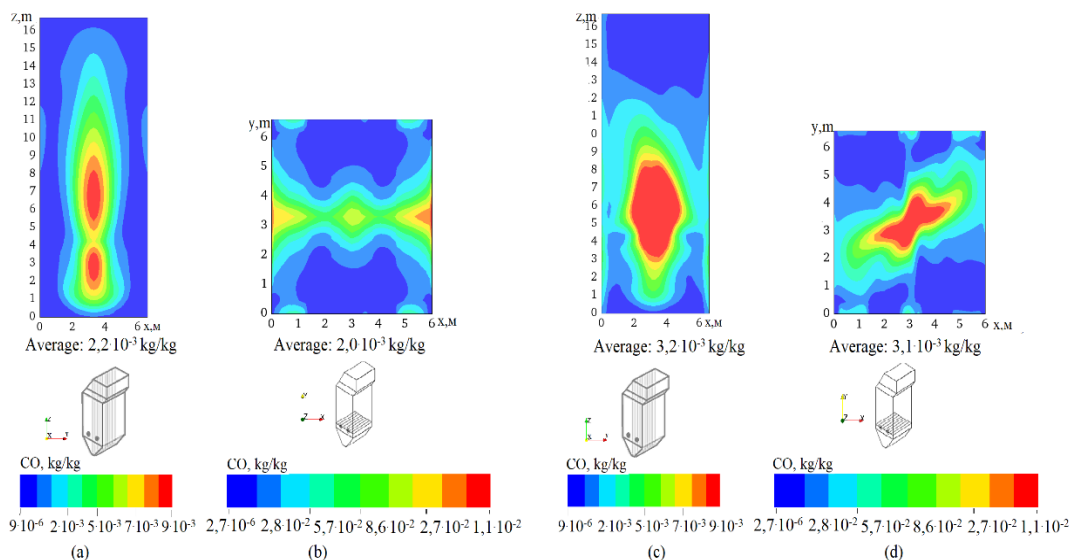 z,m
16
15
14
13
12
11
10
9
8
7
6
5
4
3
2
1
0
0 2 4 6 x,м
Average: 2,2·10⁻³ kg/kg
y,m
6
5
4
3
2
1
0
0 1 2 3 4 5 x,м 6
Average: 2,0·10⁻³ kg/kg
z,m
16
15
14
3
2
1
0
9
8
7
6
5
4
3
2
1
0
0 2 4 6 x,м
Average: 3,2·10⁻³ kg/kg
y,m
6
5
4
3
2
1
0
0 1 2 3 4 5 6 x,м
Average: 3,1·10⁻³ kg/kg
CO, kg/kg
9·10⁻⁶ 2·10⁻³ 5·10⁻³ 7·10⁻³ 9·10⁻³
(a)
CO, kg/kg
2,7·10⁻⁶ 2,8·10⁻² 5,7·10⁻² 8,6·10⁻² 2,7·10⁻² 1,1·10⁻²
(b)
CO, kg/kg
9·10⁻⁶ 2·10⁻³ 5·10⁻³ 7·10⁻³ 9·10⁻³
(c)
CO, kg/kg
2,7·10⁻⁶ 2,8·10⁻² 5,7·10⁻² 8,6·10⁻² 2,7·10⁻² 1,1·10⁻²
(d)